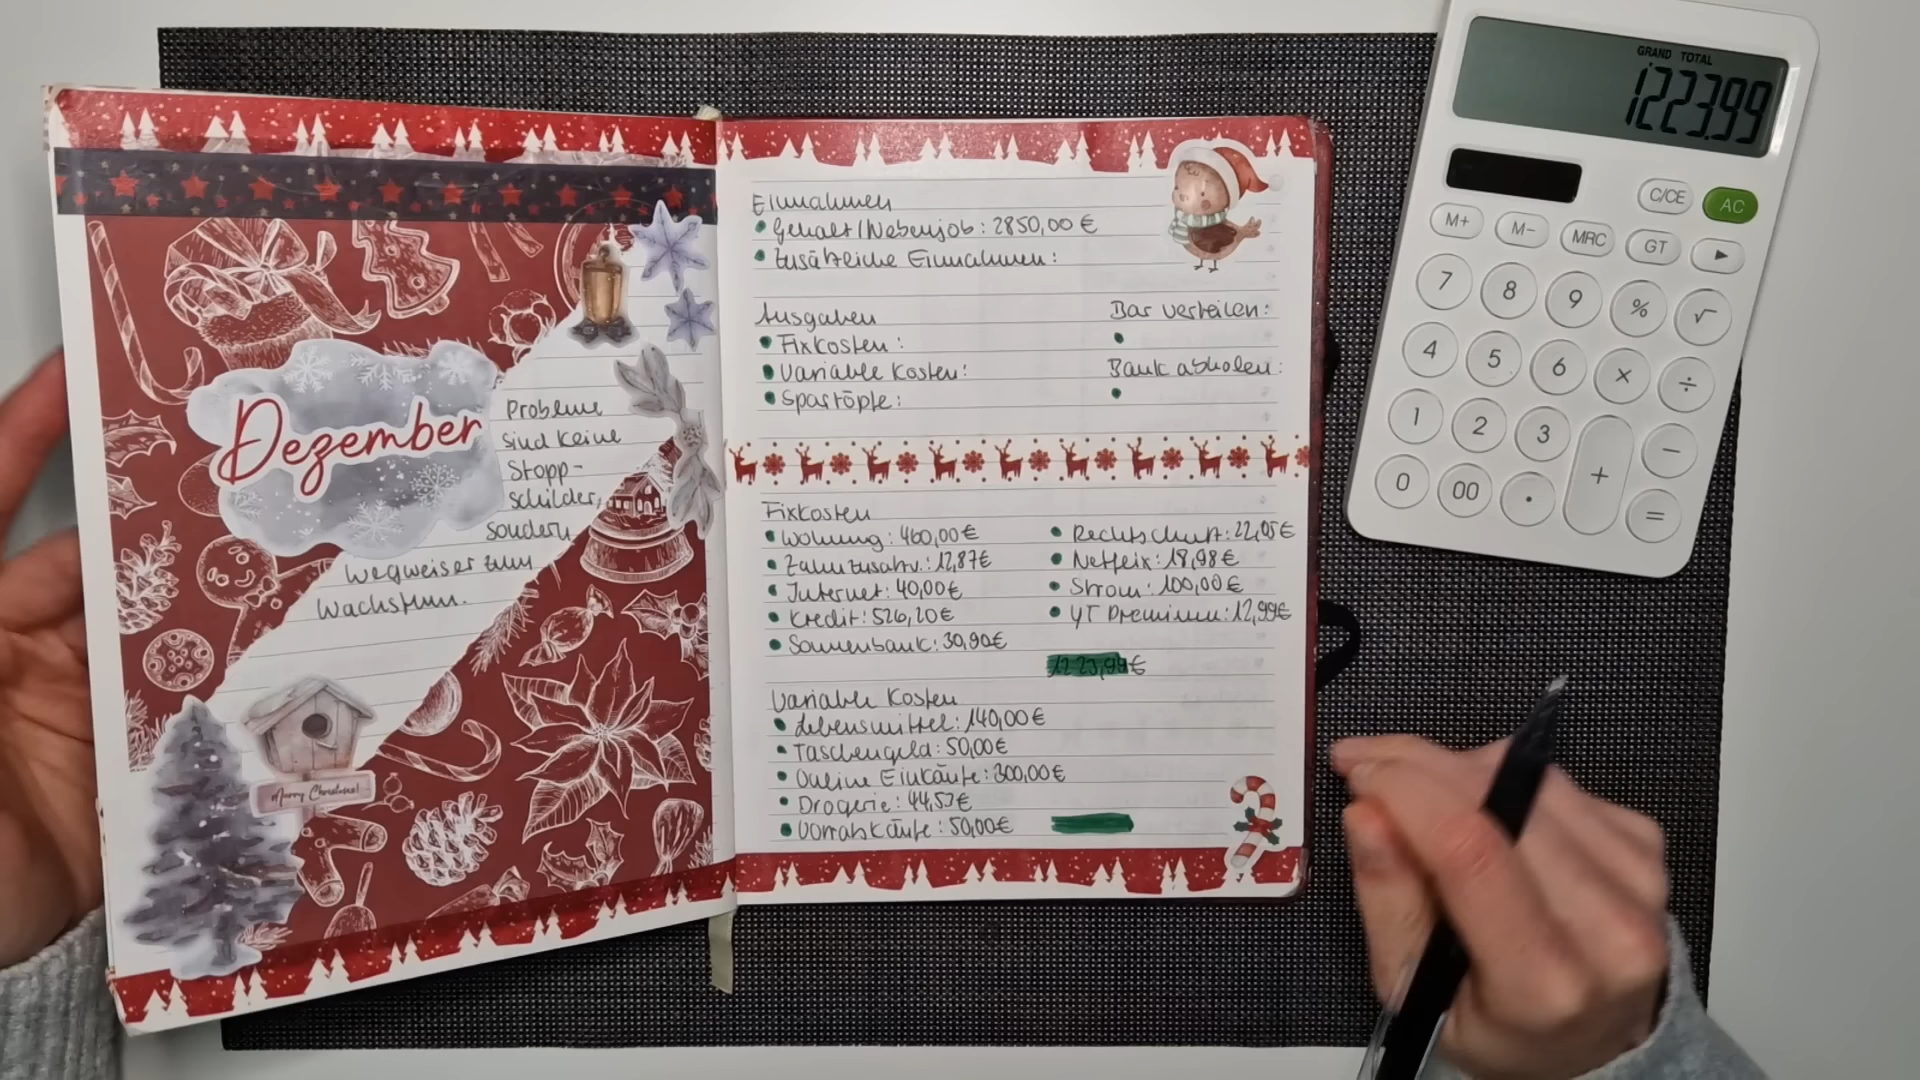 Dezember
Probleme
sind keine
Stopp-
schilder,
sondern
Wegweiser zum
Wachstum.
Merry Christmas!
Einnahmen
Gehalt/Nebenjob: 2850,00 €
Zusätzliche Einnahmen:
Ausgaben
Fixkosten:
Variable Kosten:
Spartöpfe:
Bar verteilen:
Bank abholen:
Fixkosten
Wohnung: 460,00€
Zahnzusatzv.: 12,87€
Internet: 40,00€
Kredit: 526,20€
Sonnenbank: 30,90€
Rechtschutz: 22,05€
Netflix: 18,98€
Strom: 100,00€
YT Premium: 12,99€
1223,99€
Variable Kosten
Lebensmittel: 140,00€
Taschengeld: 50,00€
Online Einkäufe: 300,00€
Drogerie: 44,53€
Vorratskäufe: 50,00€
GRAND TOTAL
1223.99
C/CE AC
M+ M- MRC GT ▶
7 8 9 % √
4 5 6 × ÷
1 2 3 + −
0 00 · =